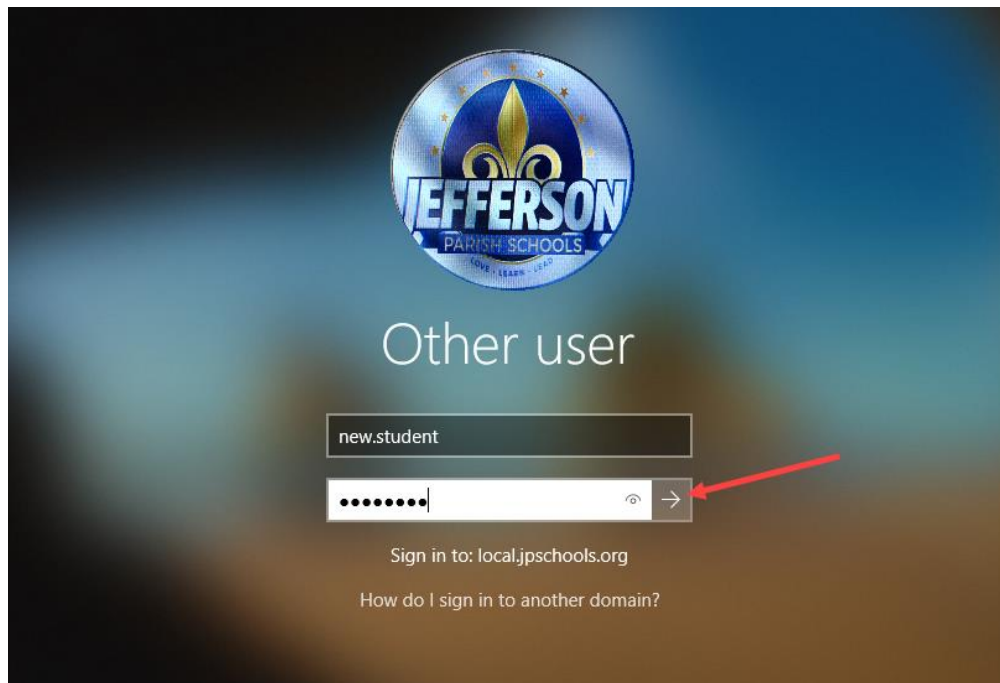 JEFFERSON
PARISH SCHOOLS
LOVE - LEARN - LEAD
Other user
new.student
Sign in to: local.jpschools.org
How do I sign in to another domain?